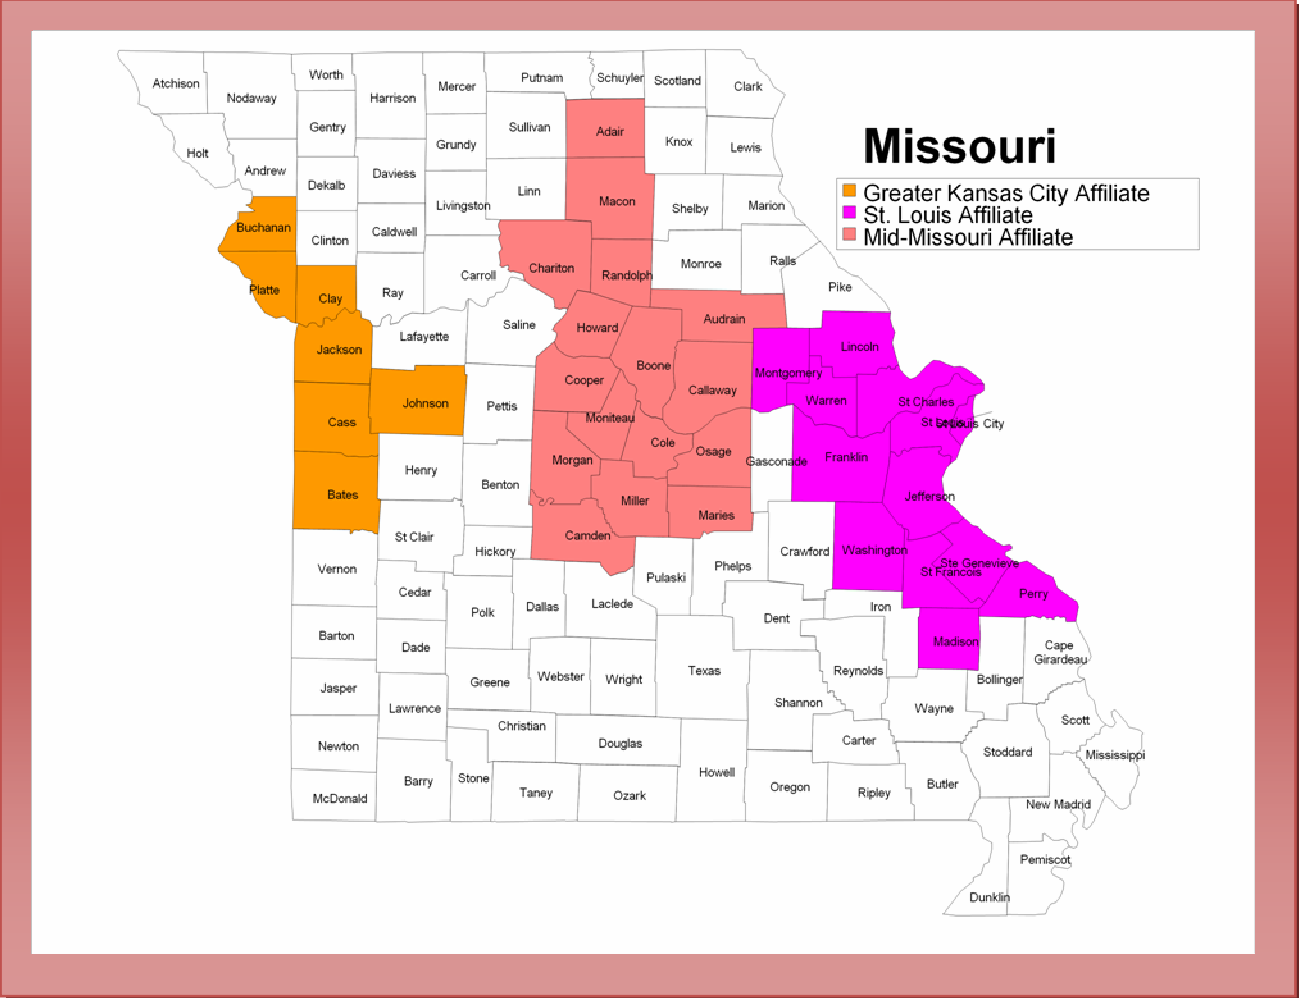 Missouri
Greater Kansas City Affiliate
St. Louis Affiliate
Mid-Missouri Affiliate
Atchison
Nodaway
Worth
Harrison
Mercer
Putnam
Schuyler
Scotland
Clark
Gentry
Sullivan
Adair
Knox
Lewis
Grundy
Holt
Andrew
Dekalb
Daviess
Livingston
Linn
Macon
Shelby
Marion
Buchanan
Clinton
Caldwell
Carroll
Chariton
Randolph
Monroe
Ralls
Pike
Platte
Clay
Ray
Saline
Howard
Audrain
Lincoln
Jackson
Lafayette
Boone
Montgomery
Callaway
Cooper
Warren
St Charles
St Louis
St Louis City
Johnson
Pettis
Cass
Moniteau
Cole
Osage
Gasconade
Franklin
Morgan
Henry
Benton
Bates
Miller
Maries
Jefferson
Camden
St Clair
Hickory
Crawford
Washington
Ste Genevieve
St Francois
Vernon
Pulaski
Phelps
Cedar
Polk
Dallas
Laclede
Dent
Iron
Perry
Barton
Dade
Madison
Cape
Girardeau
Greene
Webster
Wright
Texas
Reynolds
Bollinger
Jasper
Lawrence
Shannon
Wayne
Scott
Christian
Newton
Douglas
Carter
Stoddard
Mississippi
Barry
Stone
Taney
Ozark
Howell
Oregon
Ripley
Butler
McDonald
New Madrid
Pemiscot
Dunklin